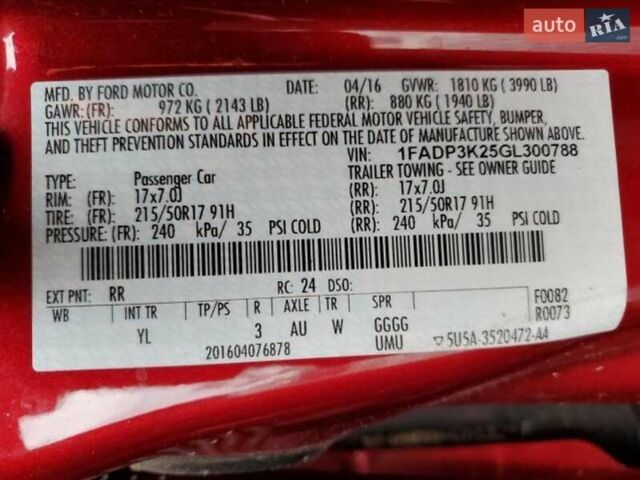 auto RIA .com
MFD. BY FORD MOTOR CO.
DATE: 04/16 GVWR: 1810 KG ( 3990 LB)
GAWR: (FR): 972 KG ( 2143 LB) (RR): 880 KG ( 1940 LB)
THIS VEHICLE CONFORMS TO ALL APPLICABLE FEDERAL MOTOR VEHICLE SAFETY, BUMPER,
AND THEFT PREVENTION STANDARDS IN EFFECT ON THE DATE OF MANUFACTURE SHOWN ABOVE.
VIN: 1FADP3K25GL300788
TYPE: Passenger Car TRAILER TOWING - SEE OWNER GUIDE
RIM: (FR): 17x7.0J (RR): 17x7.0J
TIRE: (FR): 215/50R17 91H (RR): 215/50R17 91H
PRESSURE: (FR): 240 kPa/ 35 PSI COLD (RR): 240 kPa/ 35 PSI COLD
EXT PNT: RR RC: 24 DSO:
WB INT TR TP/PS R AXLE TR SPR F0082
YL 3 AU W GGGG R0073
201604076878 UMU ▽5U5A-3520472-AA